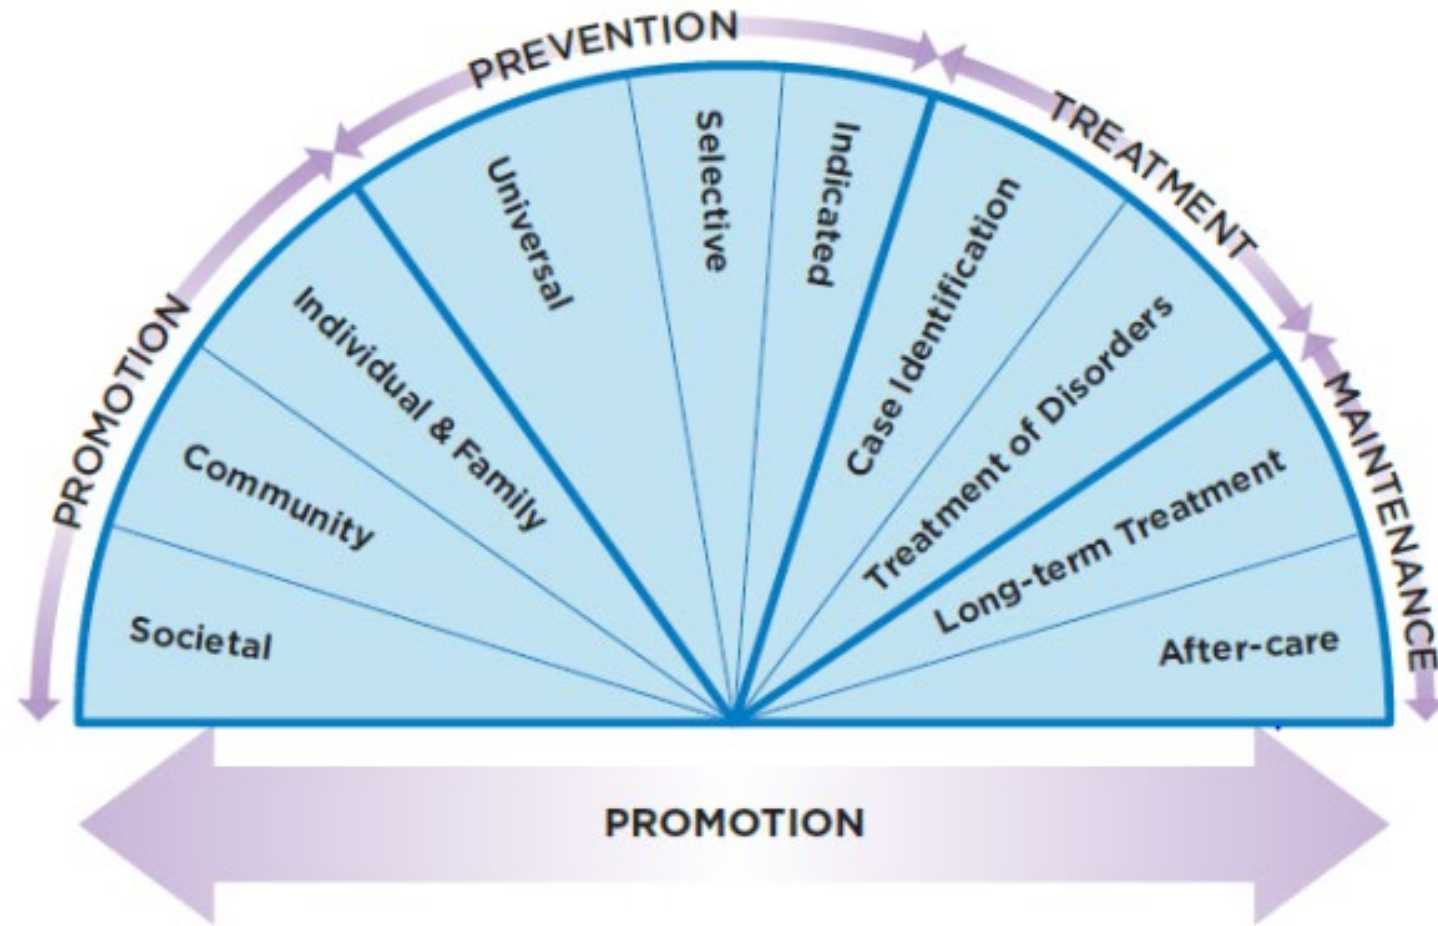 PROMOTION
PREVENTION
TREATMENT
MAINTENANCE
Societal
Community
Individual & Family
Universal
Selective
Indicated
Case Identification
Treatment of Disorders
Long-term Treatment
After-care
PROMOTION